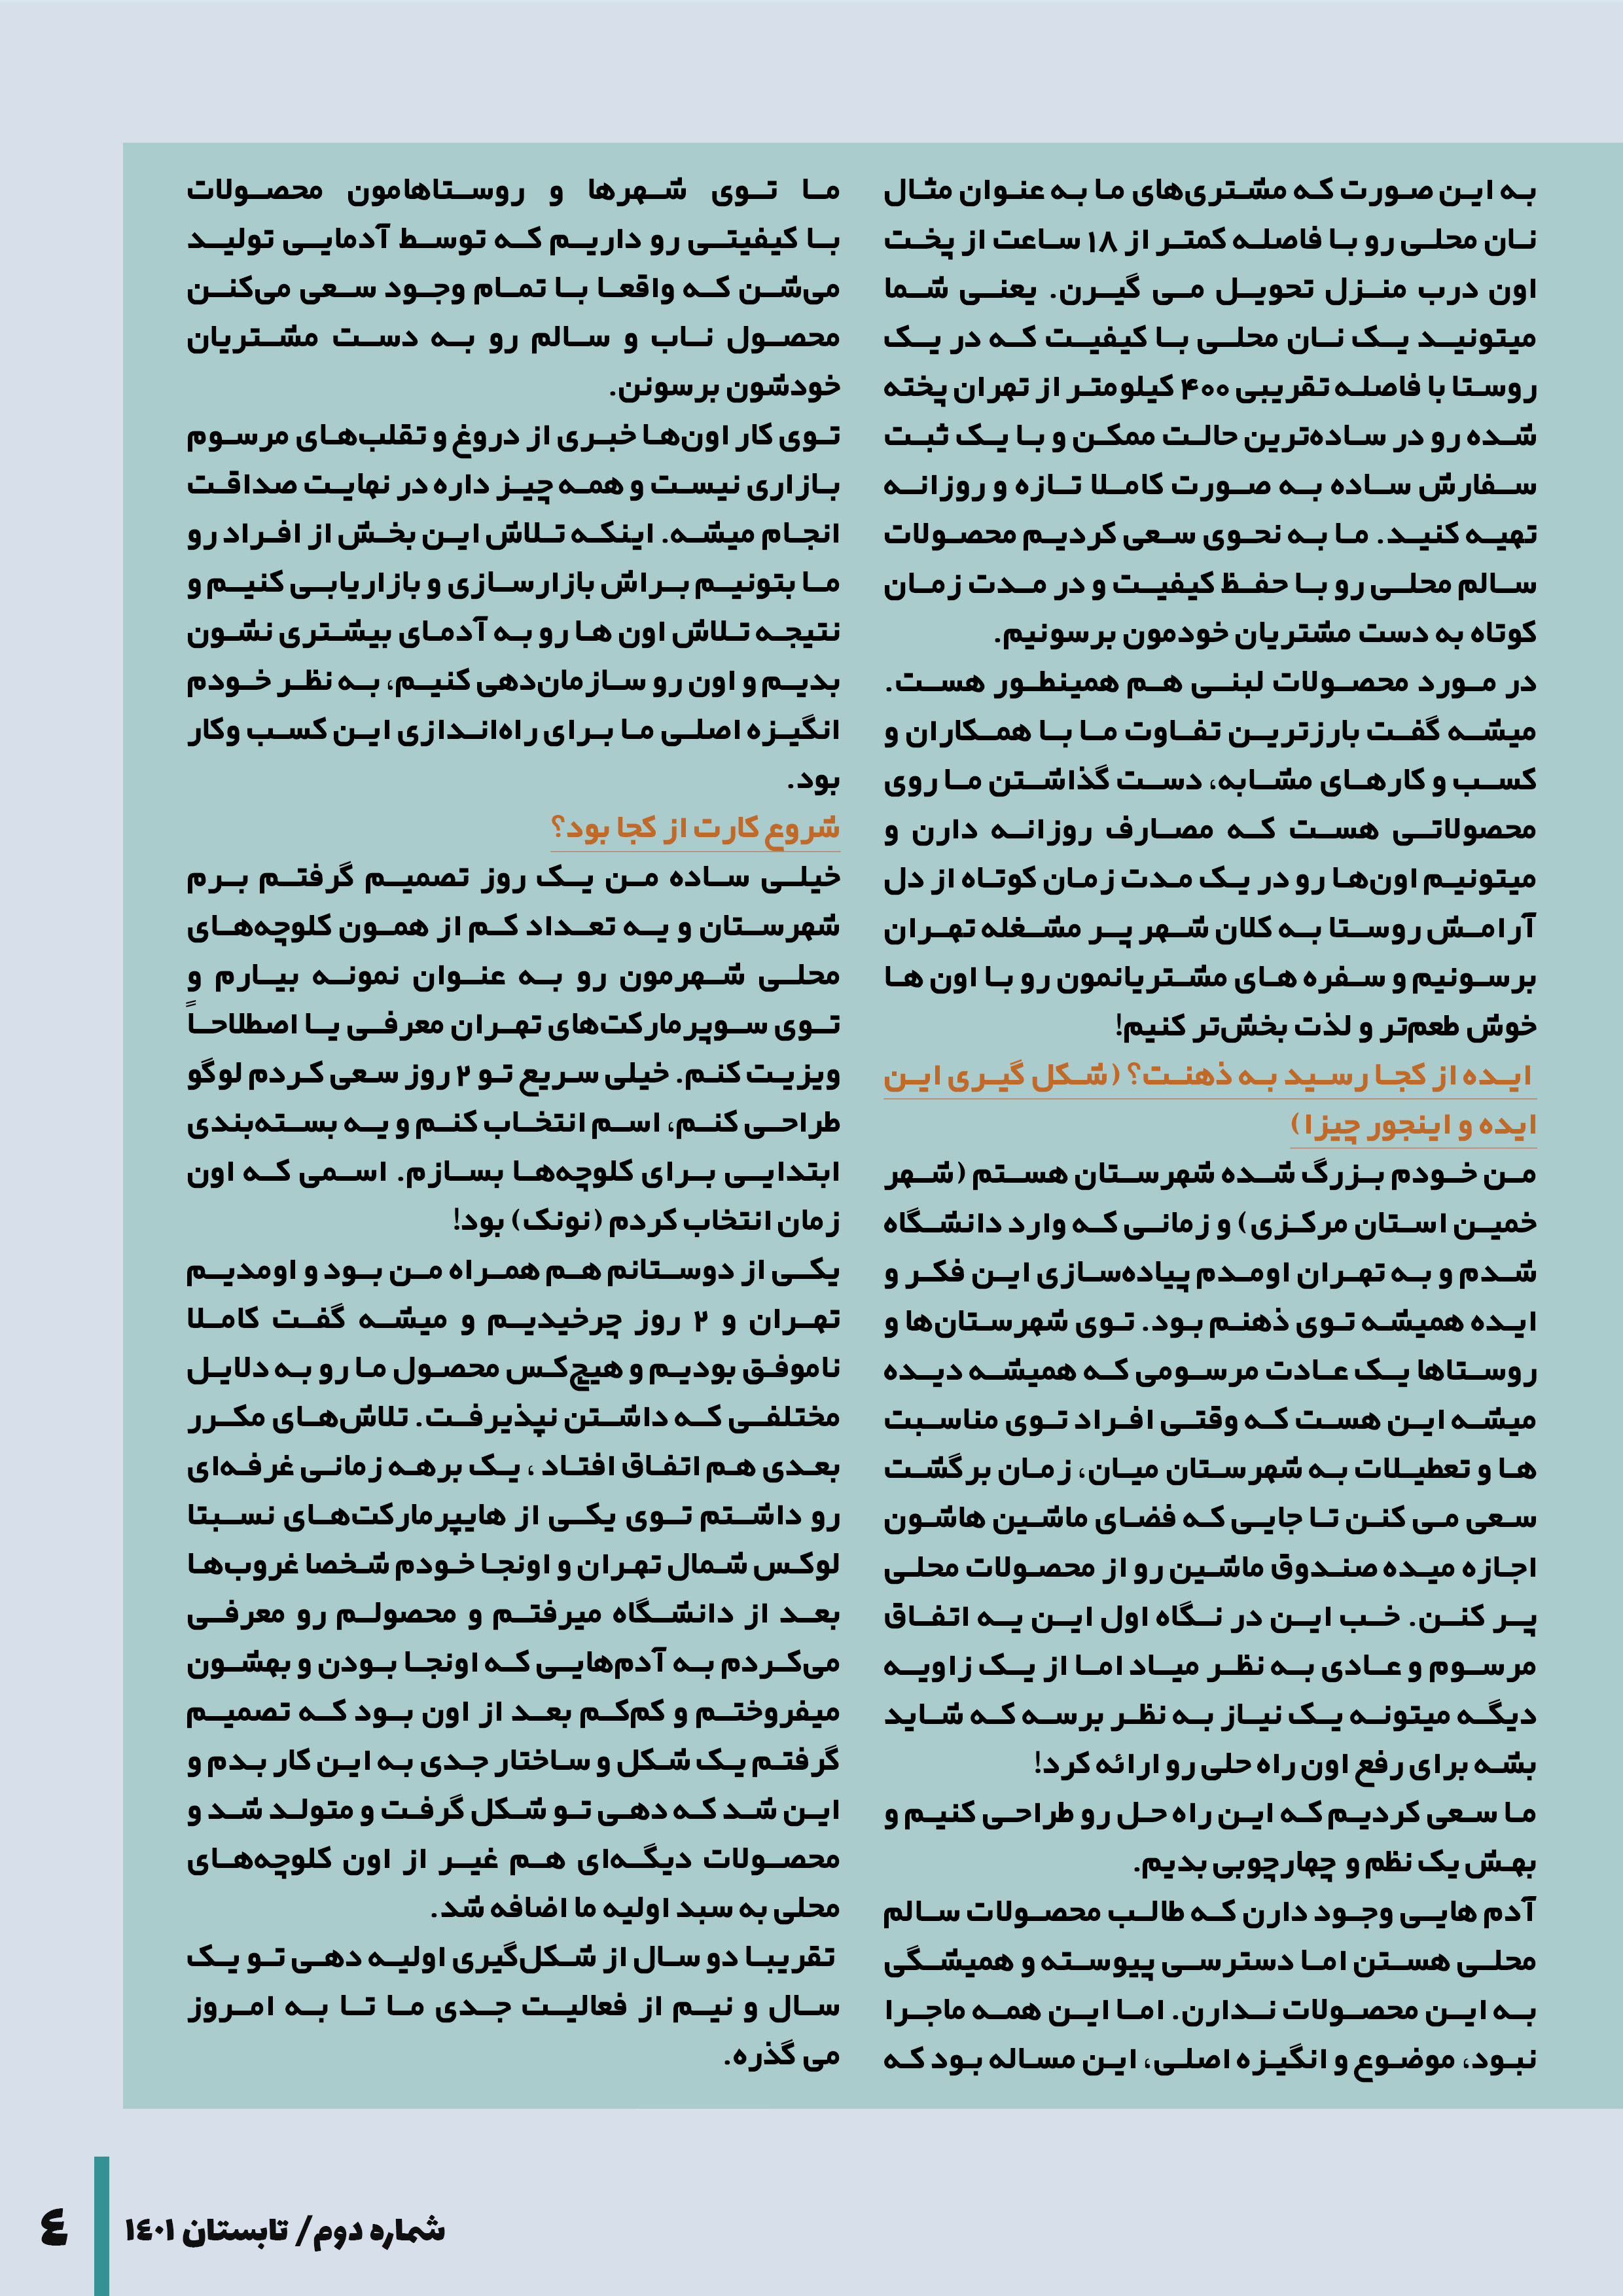 به این صورت که مشتری‌های ما به عنوان مثال
نان محلی رو با فاصله کمتر از ۱۸ ساعت از پخت
اون درب منزل تحویل می گیرن. یعنی شما
میتونید یک نان محلی با کیفیت که در یک
روستا با فاصله تقریبی ۴۰۰ کیلومتر از تهران پخته
شده رو در ساده‌ترین حالت ممکن و با یک ثبت
سفارش ساده به صورت کاملا تازه و روزانه
تهیه کنید. ما به نحوی سعی کردیم محصولات
سالم محلی رو با حفظ کیفیت و در مدت زمان
کوتاه به دست مشتریان خودمون برسونیم.
در مورد محصولات لبنی هم همینطور هست.
میشه گفت بارزترین تفاوت ما با همکاران و
کسب و کارهای مشابه، دست گذاشتن ما روی
محصولاتی هست که مصارف روزانه دارن و
میتونیم اون‌ها رو در یک مدت زمان کوتاه از دل
آرامش روستا به کلان شهر پر مشغله تهران
برسونیم و سفره های مشتریانمون رو با اون ها
خوش طعم‌تر و لذت بخش‌تر کنیم!
ایده از کجا رسید به ذهنت؟ (شکل گیری این
ایده و اینجور چیزا)
من خودم بزرگ شده شهرستان هستم (شهر
خمین استان مرکزی) و زمانی که وارد دانشگاه
شدم و به تهران اومدم پیاده‌سازی این فکر و
ایده همیشه توی ذهنم بود. توی شهرستان‌ها و
روستاها یک عادت مرسومی که همیشه دیده
میشه این هست که وقتی افراد توی مناسبت
ها و تعطیلات به شهرستان میان، زمان برگشت
سعی می کنن تا جایی که فضای ماشین هاشون
اجازه میده صندوق ماشین رو از محصولات محلی
پر کنن. خب این در نگاه اول این یه اتفاق
مرسوم و عادی به نظر میاد اما از یک زاویه
دیگه میتونه یک نیاز به نظر برسه که شاید
بشه برای رفع اون راه حلی رو ارائه کرد!
ما سعی کردیم که این راه حل رو طراحی کنیم و
بهش یک نظم و چهارچوبی بدیم.
آدم هایی وجود دارن که طالب محصولات سالم
محلی هستن اما دسترسی پیوسته و همیشگی
به این محصولات ندارن. اما این همه ماجرا
نبود، موضوع و انگیزه اصلی، این مساله بود که
ما توی شهرها و روستاهامون محصولات
با کیفیتی رو داریم که توسط آدمایی تولید
می‌شن که واقعا با تمام وجود سعی می‌کنن
محصول ناب و سالم رو به دست مشتریان
خودشون برسونن.
توی کار اون‌ها خبری از دروغ و تقلب‌های مرسوم
بازاری نیست و همه چیز داره در نهایت صداقت
انجام میشه. اینکه تلاش این بخش از افراد رو
ما بتونیم براش بازارسازی و بازاریابی کنیم و
نتیجه تلاش اون ها رو به آدمای بیشتری نشون
بدیم و اون رو سازمان‌دهی کنیم، به نظر خودم
انگیزه اصلی ما برای راه‌اندازی این کسب وکار
بود.
شروع کارت از کجا بود؟
خیلی ساده من یک روز تصمیم گرفتم برم
شهرستان و یه تعداد کم از همون کلوچه‌های
محلی شهرمون رو به عنوان نمونه بیارم و
توی سوپرمارکت‌های تهران معرفی یا اصطلاحاً
ویزیت کنم. خیلی سریع تو ۲ روز سعی کردم لوگو
طراحی کنم، اسم انتخاب کنم و یه بسته‌بندی
ابتدایی برای کلوچه‌ها بسازم. اسمی که اون
زمان انتخاب کردم (نونک) بود!
یکی از دوستانم هم همراه من بود و اومدیم
تهران و ۲ روز چرخیدیم و میشه گفت کاملا
ناموفق بودیم و هیچ‌کس محصول ما رو به دلایل
مختلفی که داشتن نپذیرفت. تلاش‌های مکرر
بعدی هم اتفاق افتاد ، یک برهه زمانی غرفه‌ای
رو داشتم توی یکی از هایپرمارکت‌های نسبتا
لوکس شمال تهران و اونجا خودم شخصا غروب‌ها
بعد از دانشگاه میرفتم و محصولم رو معرفی
می‌کردم به آدم‌هایی که اونجا بودن و بهشون
میفروختم و کم‌کم بعد از اون بود که تصمیم
گرفتم یک شکل و ساختار جدی به این کار بدم و
این شد که دهی تو شکل گرفت و متولد شد و
محصولات دیگه‌ای هم غیر از اون کلوچه‌های
محلی به سبد اولیه ما اضافه شد.
تقریبا دو سال از شکل‌گیری اولیه دهی تو یک
سال و نیم از فعالیت جدی ما تا به امروز
می گذره.
شماره دوم/ تابستان ۱٤۰۱
٤